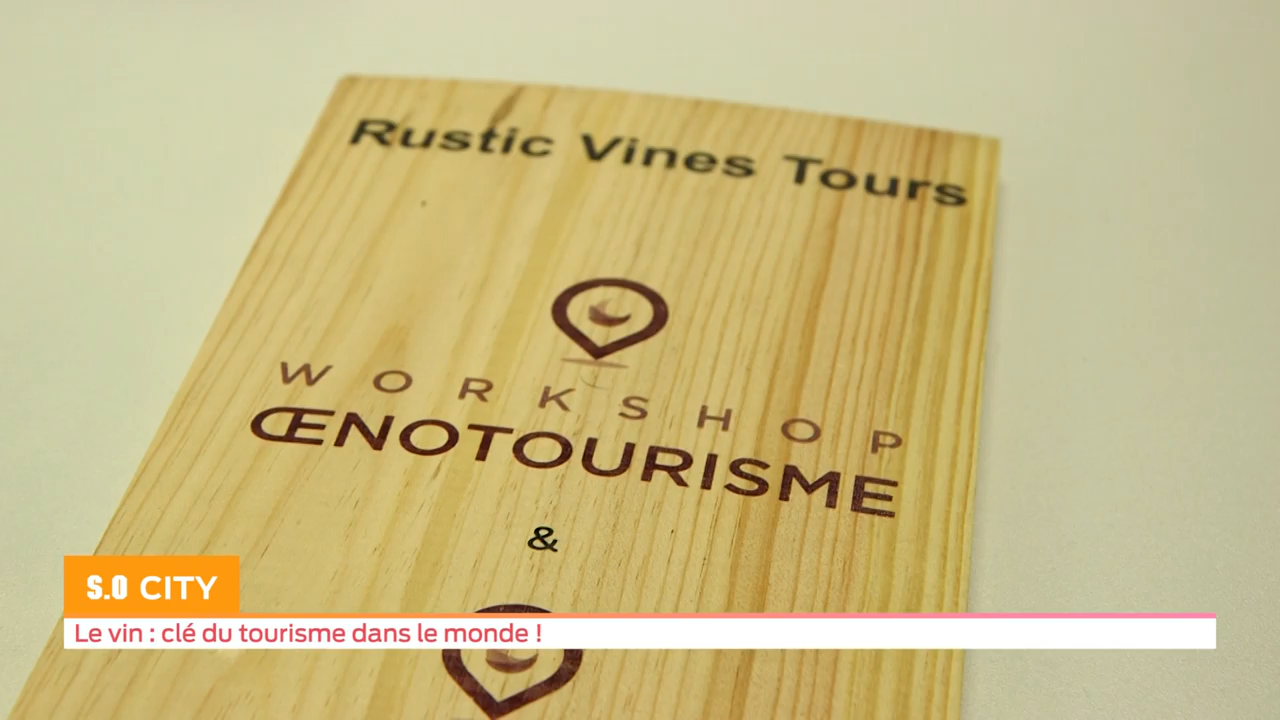 Rustic Vines Tours
WORKSHOP
ŒNOTOURISME
&
S.O CITY
Le vin : clé du tourisme dans le monde !